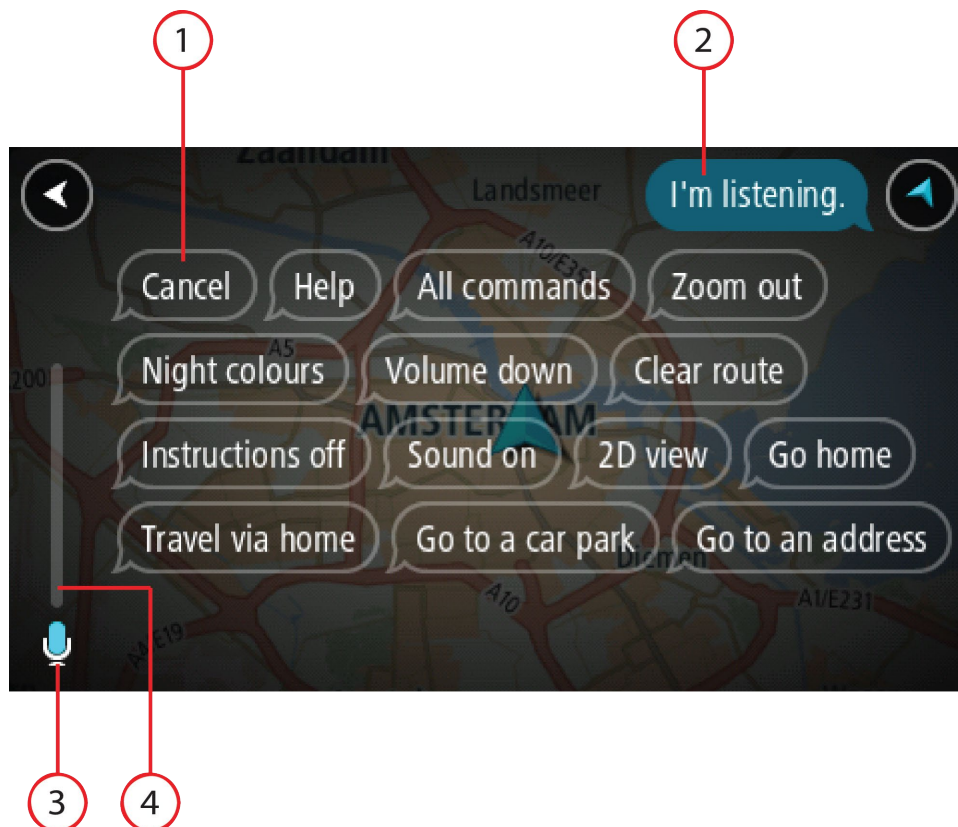 1 2
Zaandam
Landsmeer
I'm listening.
A10/E35
Cancel Help All commands Zoom out
A5
200
Night colours Volume down Clear route
AMSTERDAM
Instructions off Sound on 2D view Go home
Travel via home Go to a car park Go to an address
Diemen
A10
A1/E231
A4/E19
3 4